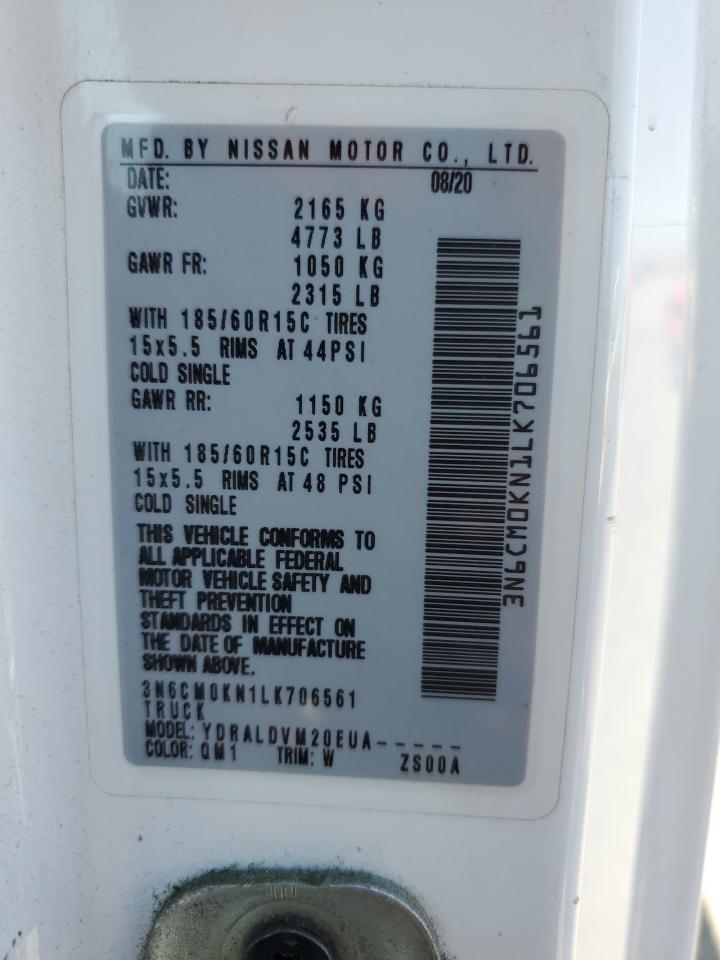 MFD. BY NISSAN MOTOR CO., LTD.
DATE: 08/20
GVWR: 2165 KG
4773 LB
GAWR FR: 1050 KG
2315 LB
WITH 185/60R15C TIRES
15x5.5 RIMS AT 44PSI
COLD SINGLE
GAWR RR: 1150 KG
2535 LB
WITH 185/60R15C TIRES
15x5.5 RIMS AT 48 PSI
COLD SINGLE
THIS VEHICLE CONFORMS TO
ALL APPLICABLE FEDERAL
MOTOR VEHICLE SAFETY AND
THEFT PREVENTION
STANDARDS IN EFFECT ON
THE DATE OF MANUFACTURE
SHOWN ABOVE.
3N6CM0KN1LK706561
TRUCK
MODEL: YDRALDVM20EUA-----
COLOR: QM1 TRIM: W ZS00A
3N6CM0KN1LK706561